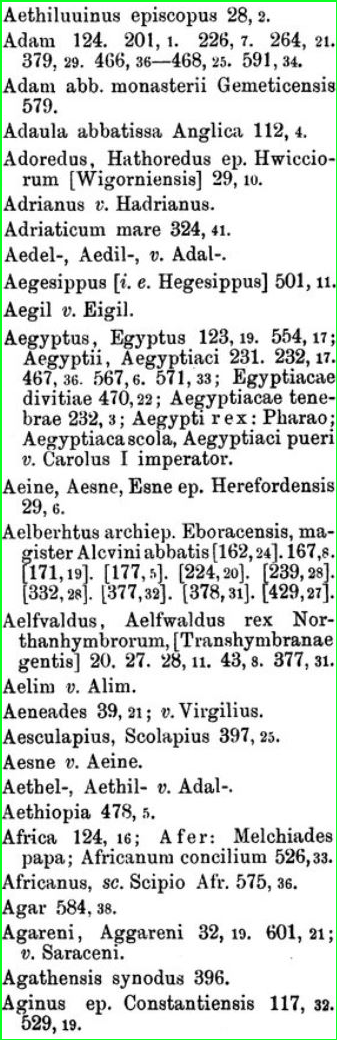 Aethiluuinus episcopus 28, 2.
Adam 124. 201, 1. 226, 7. 264, 21.
379, 29. 466, 36—468, 25. 591, 34.
Adam abb. monasterii Gemeticensis
579.
Adaula abbatissa Anglica 112, 4.
Adoredus, Hathoredus ep. Hwiccio-
rum [Wigorniensis] 29, 10.
Adrianus v. Hadrianus.
Adriaticum mare 324, 41.
Aedel-, Aedil-, v. Adal-.
Aegesippus [i. e. Hegesippus] 501, 11.
Aegil v. Eigil.
Aegyptus, Egyptus 123, 19. 554, 17;
Aegyptii, Aegyptiaci 231. 232, 17.
467, 36. 567, 6. 571, 33; Egyptiacae
divitiae 470, 22; Aegyptiacae tene-
brae 232, 3; Aegypti rex: Pharao;
Aegyptiaca scola, Aegyptiaci pueri
v. Carolus I imperator.
Aeine, Aesne, Esne ep. Herefordensis
29, 6.
Aelberhtus archiep. Eboracensis, ma-
gister Alcvini abbatis [162, 24]. 167, 8.
[171, 19]. [177, 5]. [224, 20]. [239, 28].
[332, 28]. [377, 32]. [378, 31]. [429, 27].
Aelfvaldus, Aelfwaldus rex Nor-
thanhymbrorum, [Transhymbranae
gentis] 20. 27. 28, 11. 43, 8. 377, 31.
Aelim v. Alim.
Aeneades 39, 21; v. Virgilius.
Aesculapius, Scolapius 397, 25.
Aesne v. Aeine.
Aethel-, Aethil- v. Adal-.
Aethiopia 478, 5.
Africa 124, 16; Afer: Melchiades
papa; Africanum concilium 526, 33.
Africanus, sc. Scipio Afr. 575, 36.
Agar 584, 38.
Agareni, Aggareni 32, 19. 601, 21;
v. Saraceni.
Agathensis synodus 396.
Aginus ep. Constantiensis 117, 32.
529, 19.